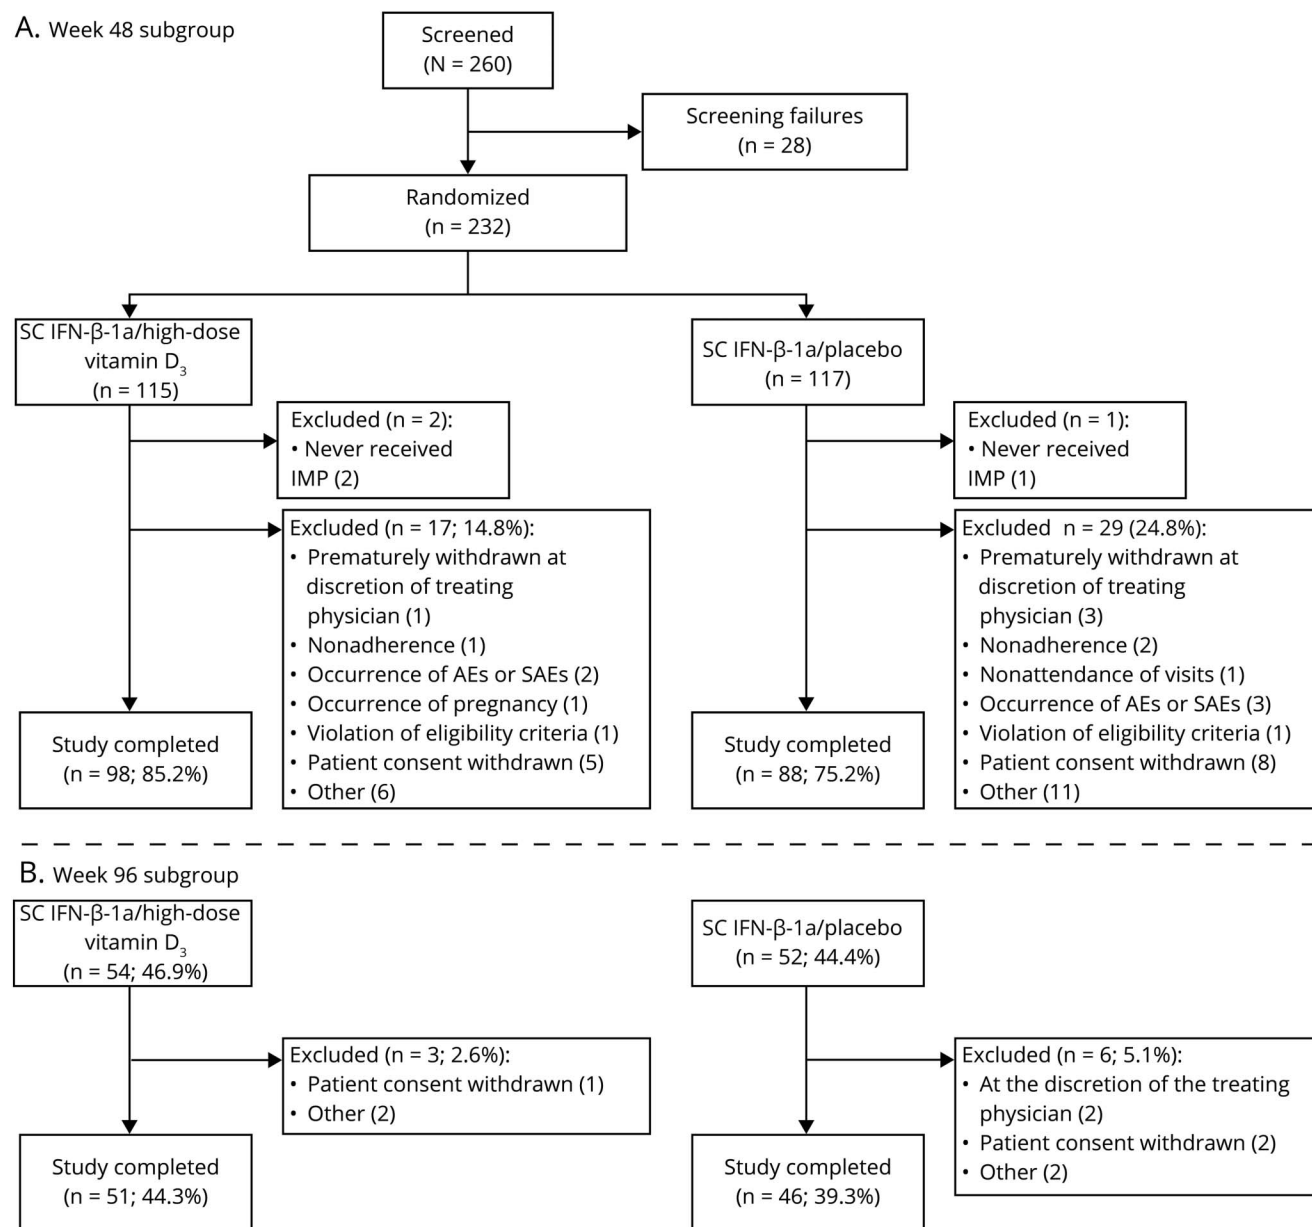 A. Week 48 subgroup
Screened
(N = 260)
Screening failures
(n = 28)
Randomized
(n = 232)
SC IFN-β-1a/high-dose
vitamin D₃
(n = 115)
SC IFN-β-1a/placebo
(n = 117)
Excluded (n = 2):
• Never received
IMP (2)
Excluded (n = 1):
• Never received
IMP (1)
Excluded (n = 17; 14.8%):
• Prematurely withdrawn at
discretion of treating
physician (1)
• Nonadherence (1)
• Occurrence of AEs or SAEs (2)
• Occurrence of pregnancy (1)
• Violation of eligibility criteria (1)
• Patient consent withdrawn (5)
• Other (6)
Excluded n = 29 (24.8%):
• Prematurely withdrawn at
discretion of treating
physician (3)
• Nonadherence (2)
• Nonattendance of visits (1)
• Occurrence of AEs or SAEs (3)
• Violation of eligibility criteria (1)
• Patient consent withdrawn (8)
• Other (11)
Study completed
(n = 98; 85.2%)
Study completed
(n = 88; 75.2%)
B. Week 96 subgroup
SC IFN-β-1a/high-dose
vitamin D₃
(n = 54; 46.9%)
SC IFN-β-1a/placebo
(n = 52; 44.4%)
Excluded (n = 3; 2.6%):
• Patient consent withdrawn (1)
• Other (2)
Excluded (n = 6; 5.1%):
• At the discretion of the treating
physician (2)
• Patient consent withdrawn (2)
• Other (2)
Study completed
(n = 51; 44.3%)
Study completed
(n = 46; 39.3%)